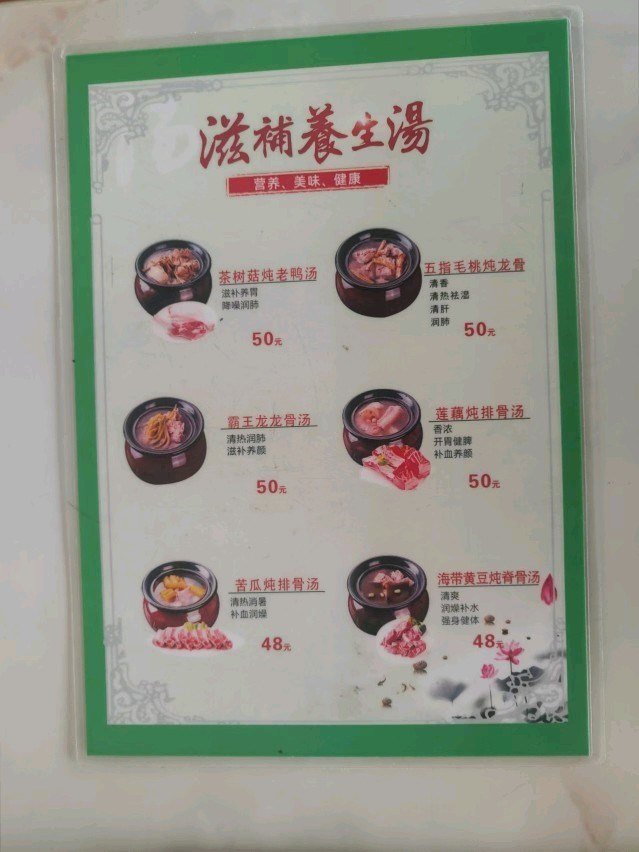 滋補養生湯
营养、美味、健康
茶树菇炖老鸭汤
滋补养胃
降噪润肺
50元
五指毛桃炖龙骨
清香
清热祛湿
清肝
润肺
50元
霸王龙龙骨汤
清热润肺
滋补养颜
50元
莲藕炖排骨汤
香浓
开胃健脾
补血养颜
50元
苦瓜炖排骨汤
清热消暑
补血润燥
48元
海带黄豆炖脊骨汤
清爽
润燥补水
强身健体
48元